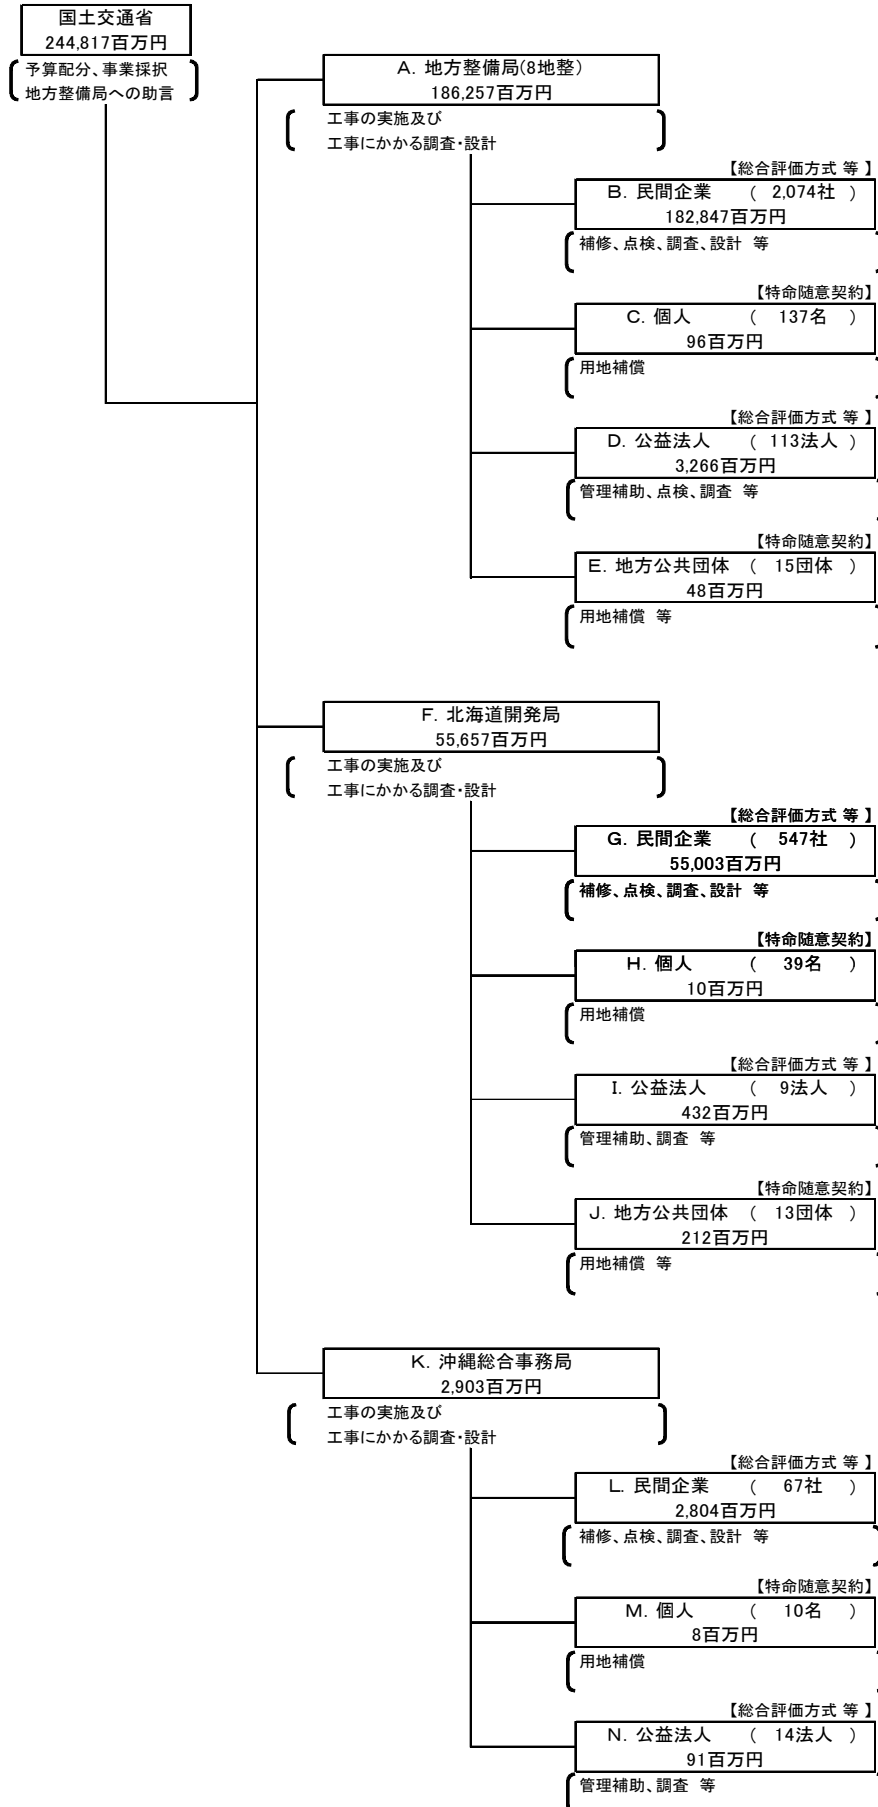 国土交通省
244,817百万円
予算配分、事業採択
地方整備局への助言
A. 地方整備局(8地整)
186,257百万円
工事の実施及び
工事にかかる調査・設計
【総合評価方式 等 】
B. 民間企業 ( 2,074社 )
182,847百万円
補修、点検、調査、設計 等
【特命随意契約】
C. 個人 ( 137名 )
96百万円
用地補償
【総合評価方式 等 】
D. 公益法人 ( 113法人 )
3,266百万円
管理補助、点検、調査 等
【特命随意契約】
E. 地方公共団体 ( 15団体 )
48百万円
用地補償 等
F. 北海道開発局
55,657百万円
工事の実施及び
工事にかかる調査・設計
【総合評価方式 等 】
G. 民間企業 ( 547社 )
55,003百万円
補修、点検、調査、設計 等
【特命随意契約】
H. 個人 ( 39名 )
10百万円
用地補償
【総合評価方式 等 】
I. 公益法人 ( 9法人 )
432百万円
管理補助、調査 等
【特命随意契約】
J. 地方公共団体 ( 13団体 )
212百万円
用地補償 等
K. 沖縄総合事務局
2,903百万円
工事の実施及び
工事にかかる調査・設計
【総合評価方式 等 】
L. 民間企業 ( 67社 )
2,804百万円
補修、点検、調査、設計 等
【特命随意契約】
M. 個人 ( 10名 )
8百万円
用地補償
【総合評価方式 等 】
N. 公益法人 ( 14法人 )
91百万円
管理補助、調査 等